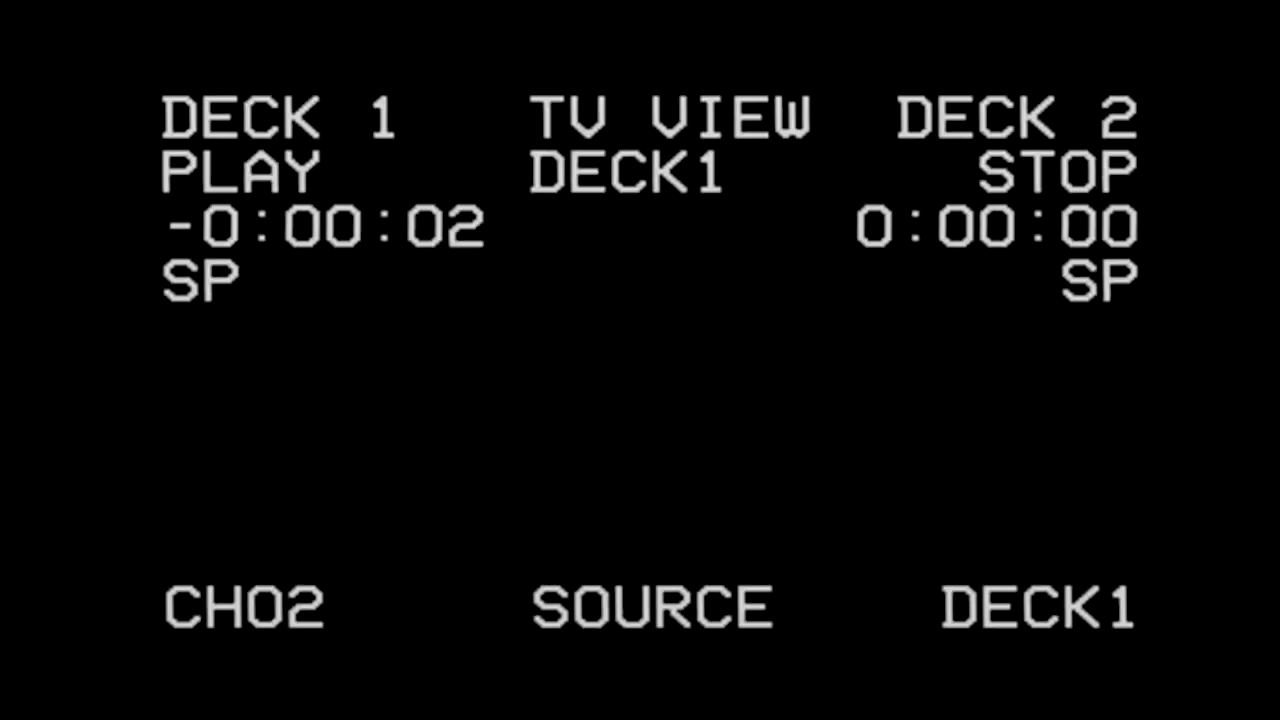 DECK 1 TV VIEW DECK 2
PLAY DECK1 STOP
-0:00:02 0:00:00
SP SP
CH02 SOURCE DECK1